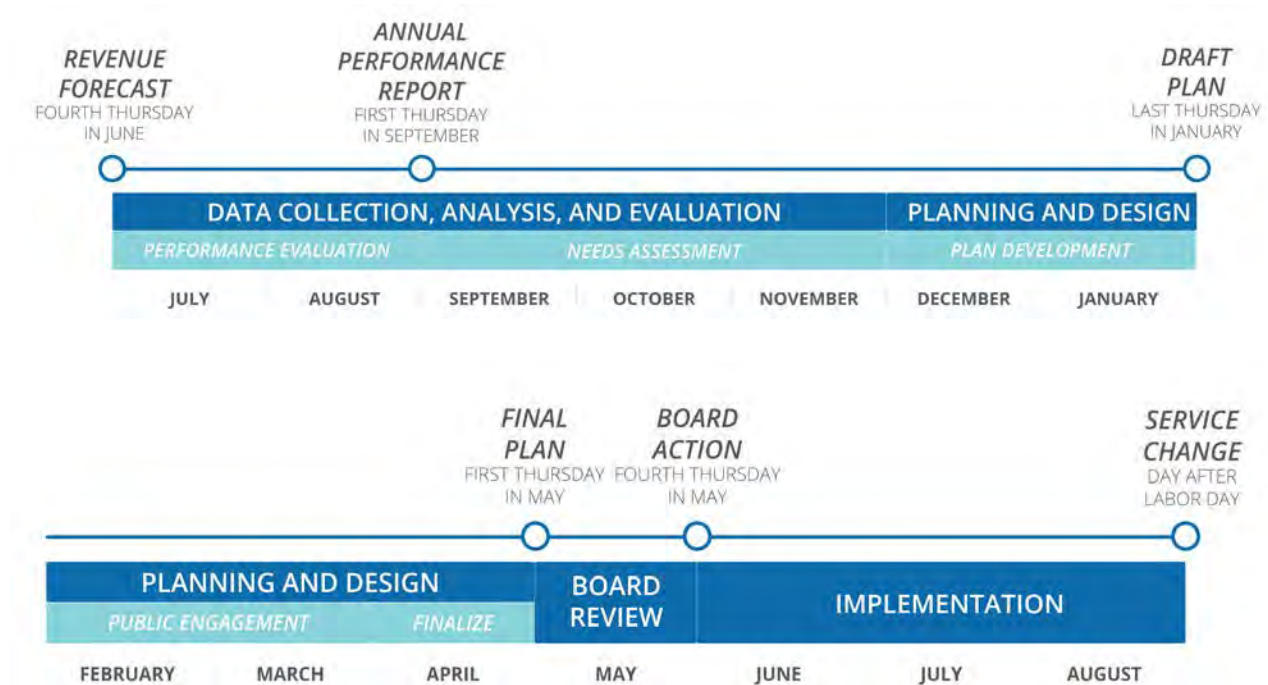 REVENUE
FORECAST
FOURTH THURSDAY
IN JUNE
ANNUAL
PERFORMANCE
REPORT
FIRST THURSDAY
IN SEPTEMBER
DRAFT
PLAN
LAST THURSDAY
IN JANUARY
DATA COLLECTION, ANALYSIS, AND EVALUATION
PLANNING AND DESIGN
PERFORMANCE EVALUATION
NEEDS ASSESSMENT
PLAN DEVELOPMENT
JULY
AUGUST
SEPTEMBER
OCTOBER
NOVEMBER
DECEMBER
JANUARY
FINAL
PLAN
FIRST THURSDAY
IN MAY
BOARD
ACTION
FOURTH THURSDAY
IN MAY
SERVICE
CHANGE
DAY AFTER
LABOR DAY
PLANNING AND DESIGN
PUBLIC ENGAGEMENT
FINALIZE
BOARD
REVIEW
IMPLEMENTATION
FEBRUARY
MARCH
APRIL
MAY
JUNE
JULY
AUGUST